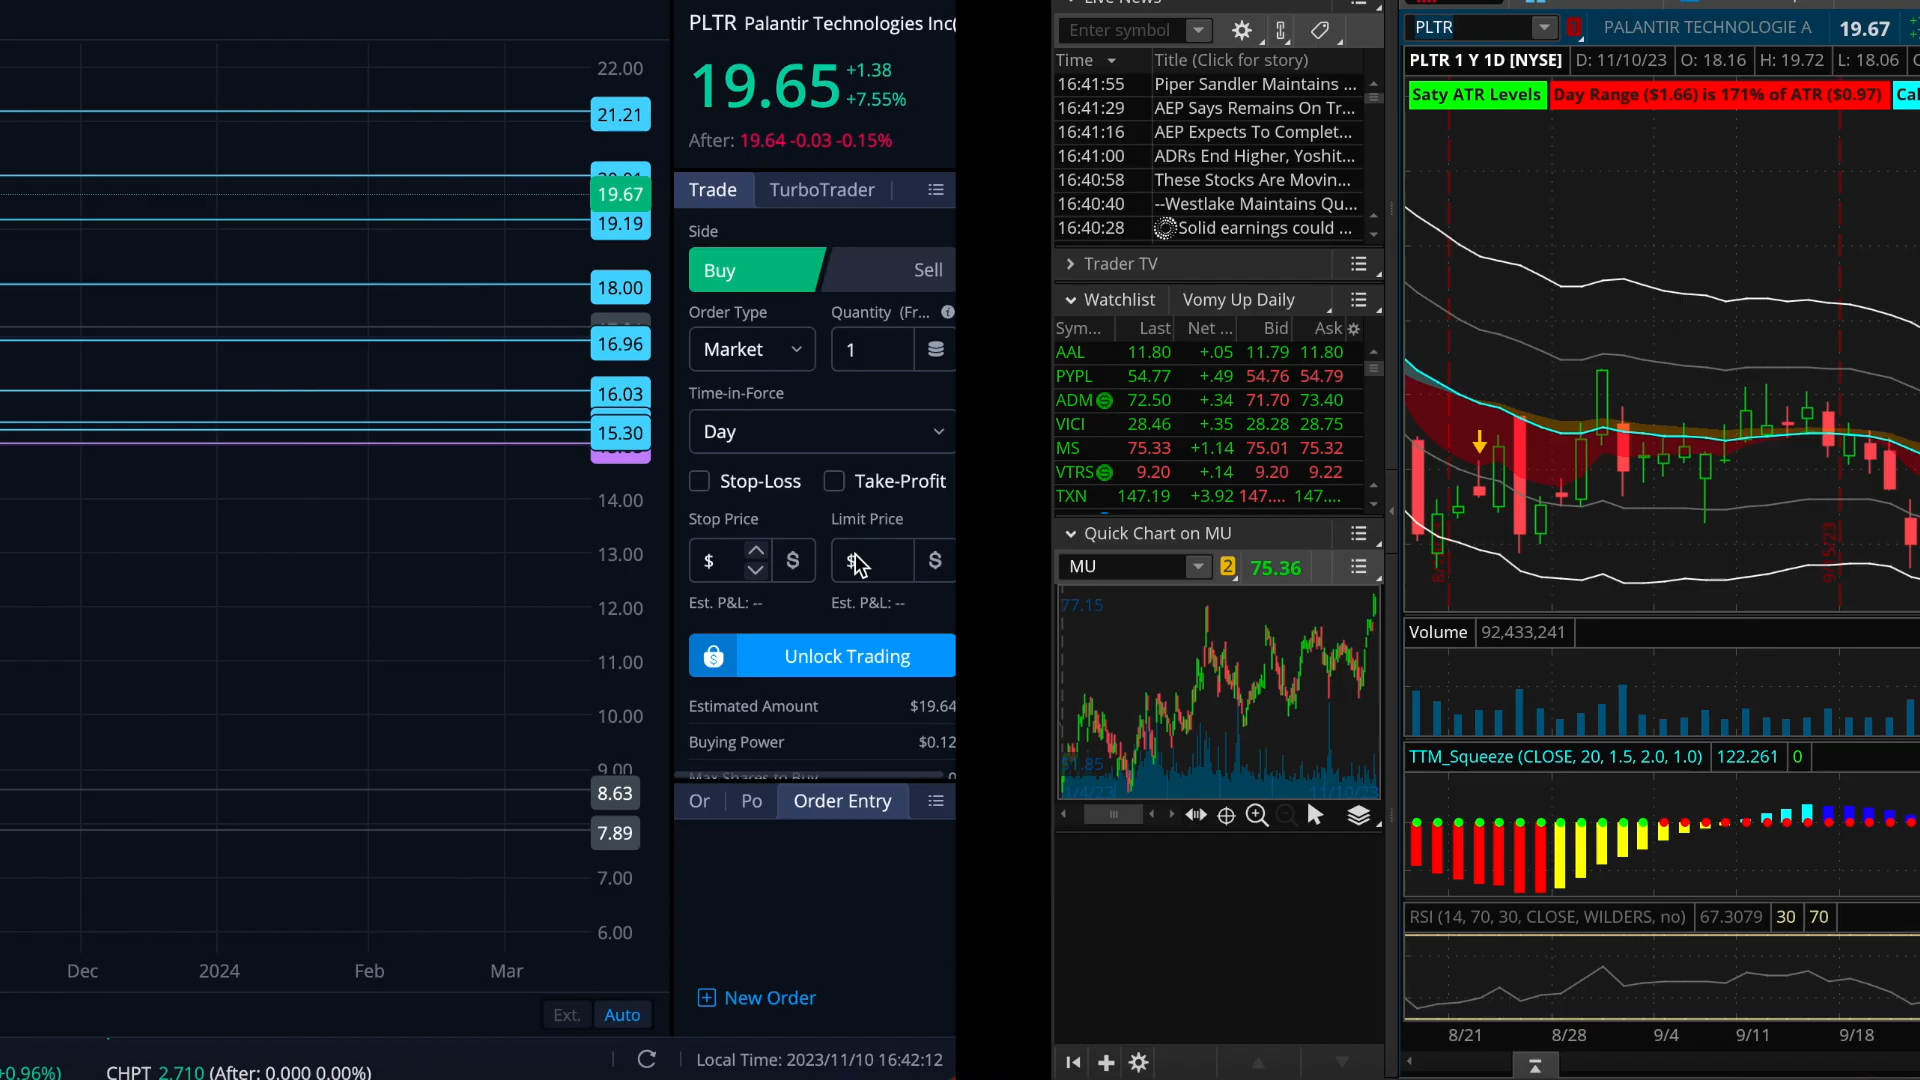 22.00
21.21
19.67
19.19
18.00
16.96
16.03
15.30
14.00
13.00
12.00
11.00
10.00
9.00
8.63
7.89
7.00
6.00
Dec 2024 Feb Mar
Ext. Auto
+0.96%) CHPT 2.710 (After: 0.000 0.00%)
PLTR Palantir Technologies Inc(
19.65 +1.38
+7.55%
After: 19.64 -0.03 -0.15%
Trade TurboTrader
Side
Buy Sell
Order Type Quantity (Fr...
Market 1
Time-in-Force
Day
Stop-Loss Take-Profit
Stop Price Limit Price
$ $ $ $
Est. P&L: -- Est. P&L: --
Unlock Trading
Estimated Amount $19.64
Buying Power $0.12
Max Shares to Buy 0
Or Po Order Entry
New Order
Local Time: 2023/11/10 16:42:12
Live News
Enter symbol
Time Title (Click for story)
16:41:55 Piper Sandler Maintains ...
16:41:29 AEP Says Remains On Tr...
16:41:16 AEP Expects To Complet...
16:41:00 ADRs End Higher, Yoshit...
16:40:58 These Stocks Are Movin...
16:40:40 --Westlake Maintains Qu...
16:40:28 Solid earnings could ...
Trader TV
Watchlist Vomy Up Daily
Sym... Last Net ... Bid Ask
AAL 11.80 +.05 11.79 11.80
PYPL 54.77 +.49 54.76 54.79
ADM 72.50 +.34 71.70 73.40
VICI 28.46 +.35 28.28 28.75
MS 75.33 +1.14 75.01 75.32
VTRS 9.20 +.14 9.20 9.22
TXN 147.19 +3.92 147.... 147....
Quick Chart on MU
MU 2 75.36
77.15
11/10/23
PLTR PALANTIR TECHNOLOGIE A 19.67
PLTR 1 Y 1D [NYSE] D: 11/10/23 O: 18.16 H: 19.72 L: 18.06
Saty ATR Levels Day Range ($1.66) is 171% of ATR ($0.97) Cal
Volume 92,433,241
TTM_Squeeze (CLOSE, 20, 1.5, 2.0, 1.0) 122.261 0
RSI (14, 70, 30, CLOSE, WILDERS, no) 67.3079 30 70
8/21 8/28 9/4 9/11 9/18